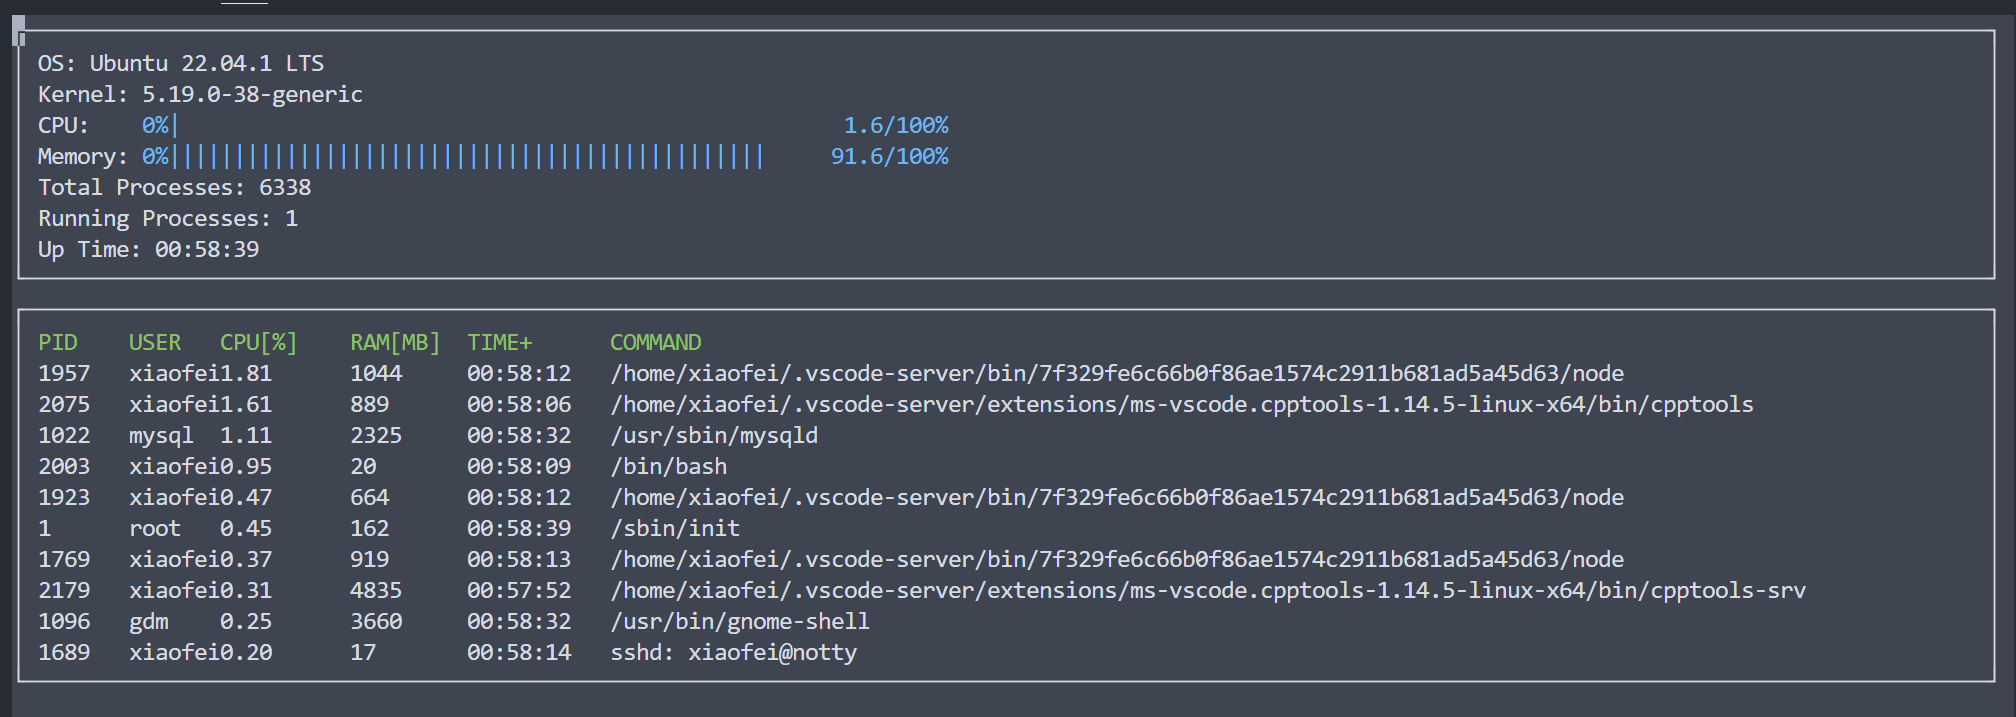 OS: Ubuntu 22.04.1 LTS
Kernel: 5.19.0-38-generic
CPU: 0%| 1.6/100%
Memory: 0%|||||||||||||||||||||||||||||||||||||||||||||| 91.6/100%
Total Processes: 6338
Running Processes: 1
Up Time: 00:58:39
PID USER CPU[%] RAM[MB] TIME+ COMMAND
1957 xiaofei1.81 1044 00:58:12 /home/xiaofei/.vscode-server/bin/7f329fe6c66b0f86ae1574c2911b681ad5a45d63/node
2075 xiaofei1.61 889 00:58:06 /home/xiaofei/.vscode-server/extensions/ms-vscode.cpptools-1.14.5-linux-x64/bin/cpptools
1022 mysql 1.11 2325 00:58:32 /usr/sbin/mysqld
2003 xiaofei0.95 20 00:58:09 /bin/bash
1923 xiaofei0.47 664 00:58:12 /home/xiaofei/.vscode-server/bin/7f329fe6c66b0f86ae1574c2911b681ad5a45d63/node
1 root 0.45 162 00:58:39 /sbin/init
1769 xiaofei0.37 919 00:58:13 /home/xiaofei/.vscode-server/bin/7f329fe6c66b0f86ae1574c2911b681ad5a45d63/node
2179 xiaofei0.31 4835 00:57:52 /home/xiaofei/.vscode-server/extensions/ms-vscode.cpptools-1.14.5-linux-x64/bin/cpptools-srv
1096 gdm 0.25 3660 00:58:32 /usr/bin/gnome-shell
1689 xiaofei0.20 17 00:58:14 sshd: xiaofei@notty